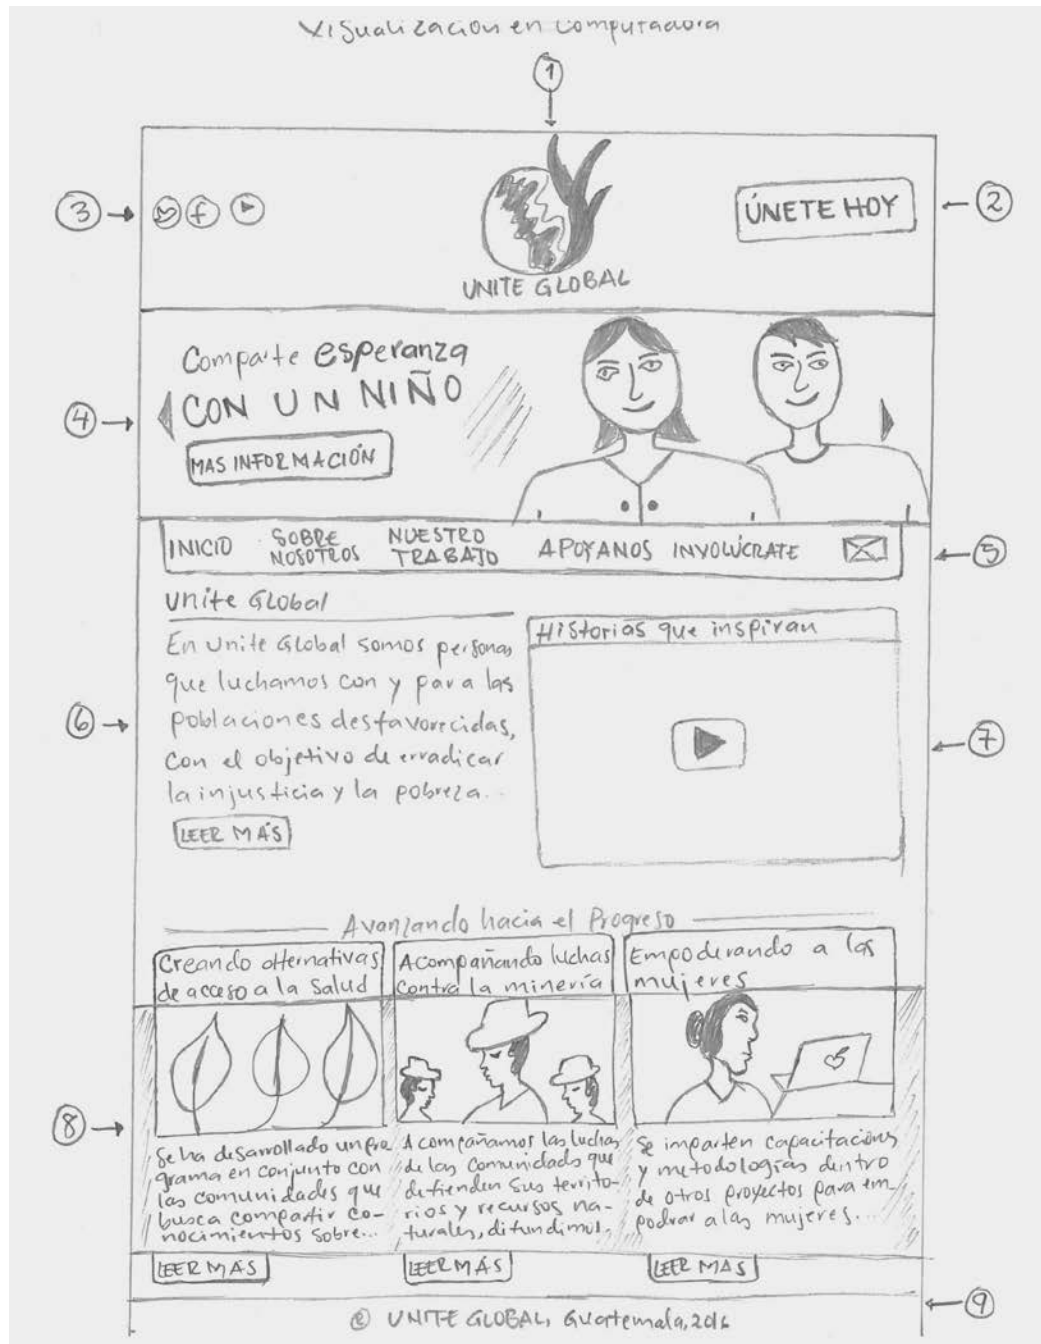 Visualización en Computadora
1
3
f
ÚNETE HOY
2
UNITE GLOBAL
Comparte esperanza
CON UN NIÑO
4
MAS INFORMACIÓN
INICIO
SOBRE
NOSOTROS
NUESTRO
TRABAJO
APOYANOS
INVOLÚCRATE
5
Unite Global
En Unite Global somos personas
que luchamos con y para las
poblaciones desfavorecidas,
con el objetivo de erradicar
la injusticia y la pobreza...
LEER MÁS
6
Historias que inspiran
7
Avanzando hacia el Progreso
Creando alternativas
de acceso a la Salud
Acompañando luchas
Contra la minería
Empoderando a las
mujeres
8
Se ha desarrollado un pro
grama en conjunto con
las comunidades que
busca compartir co-
nocimientos sobre...
LEER MÁS
Acompañamos las luchas
de las Comunidades que
defienden sus territo-
rios y recursos na-
turales, difundimos.
LEER MÁS
Se imparten capacitaciones
y metodologías dentro
de otros proyectos para em-
podrar a las mujeres...
LEER MAS
© UNITE GLOBAL, Guatemala, 2016
9